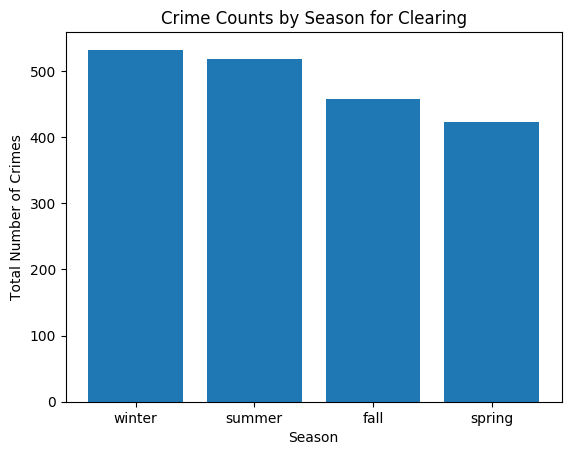 Crime Counts by Season for Clearing
Total Number of Crimes
500
400
300
200
100
0
winter summer fall spring
Season